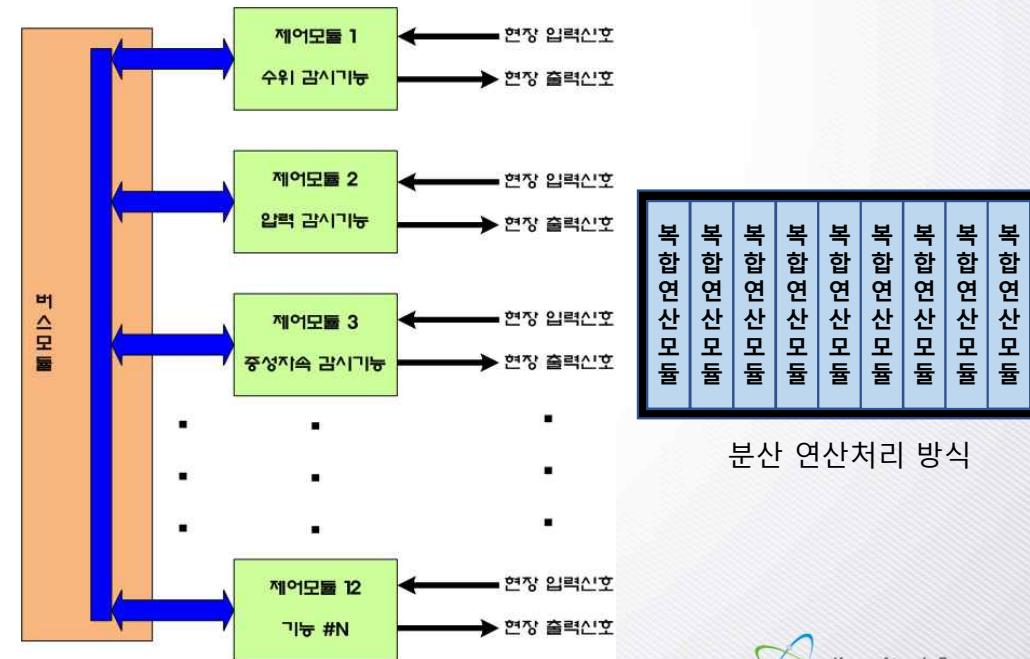 버스모듈
제어모듈 1
수위 감시기능
현장 입력신호
현장 출력신호
제어모듈 2
압력 감시기능
현장 입력신호
현장 출력신호
제어모듈 3
중성자속 감시기능
현장 입력신호
현장 출력신호
제어모듈 12
기능 #N
현장 입력신호
현장 출력신호
복합연산모듈
복합연산모듈
복합연산모듈
복합연산모듈
복합연산모듈
복합연산모듈
복합연산모듈
복합연산모듈
복합연산모듈
분산 연산처리 방식